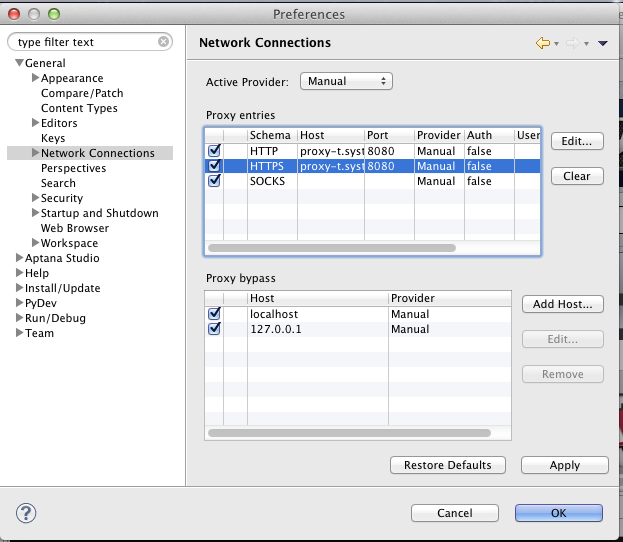 Preferences
type filter text
General
Appearance
Compare/Patch
Content Types
Editors
Keys
Network Connections
Perspectives
Search
Security
Startup and Shutdown
Web Browser
Workspace
Aptana Studio
Help
Install/Update
PyDev
Run/Debug
Team
Network Connections
Active Provider: Manual
Proxy entries
Schema Host Port Provider Auth User
HTTP proxy-t.syst 8080 Manual false
HTTPS proxy-t.syst 8080 Manual false
SOCKS Manual false
Edit...
Clear
Proxy bypass
Host Provider
localhost Manual
127.0.0.1 Manual
Add Host...
Edit...
Remove
Restore Defaults Apply
? Cancel OK